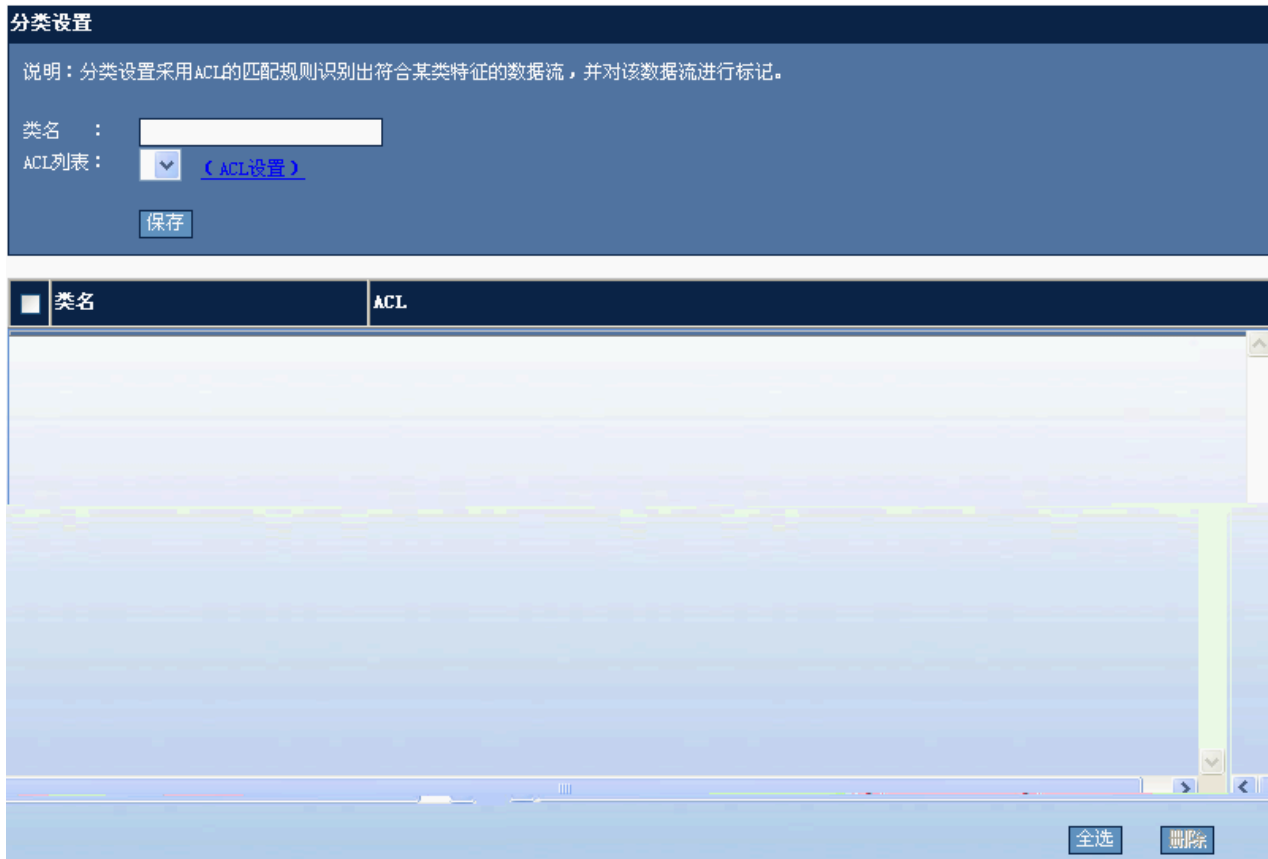 分类设置
说明：分类设置采用ACL的匹配规则识别出符合某类特征的数据流，并对该数据流进行标记。
类名 ：
ACL列表： （ACL设置）
保存
类名 ACL
全选 删除